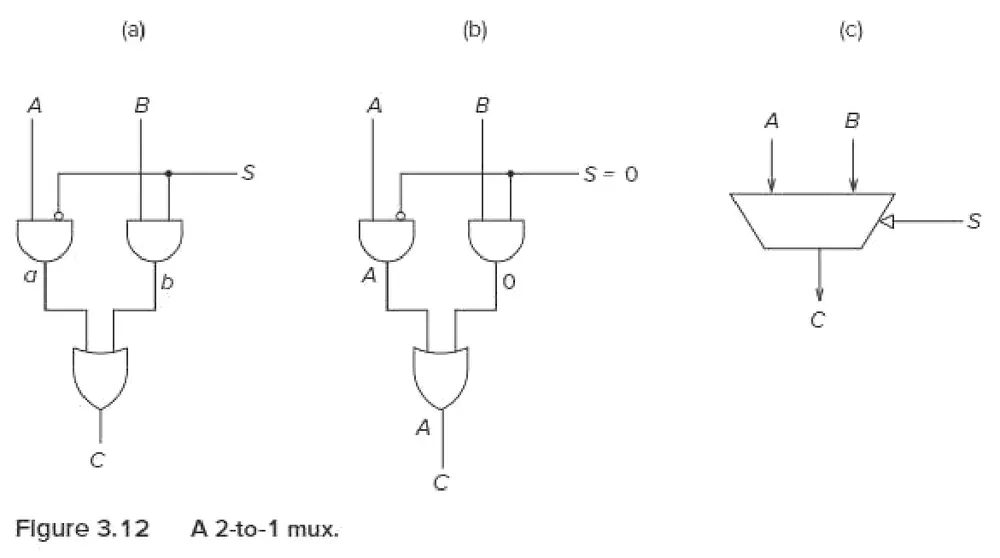 (a) (b) (c)
A B S a b C
A B S = 0 A 0 A C
A B S C
Figure 3.12 A 2-to-1 mux.